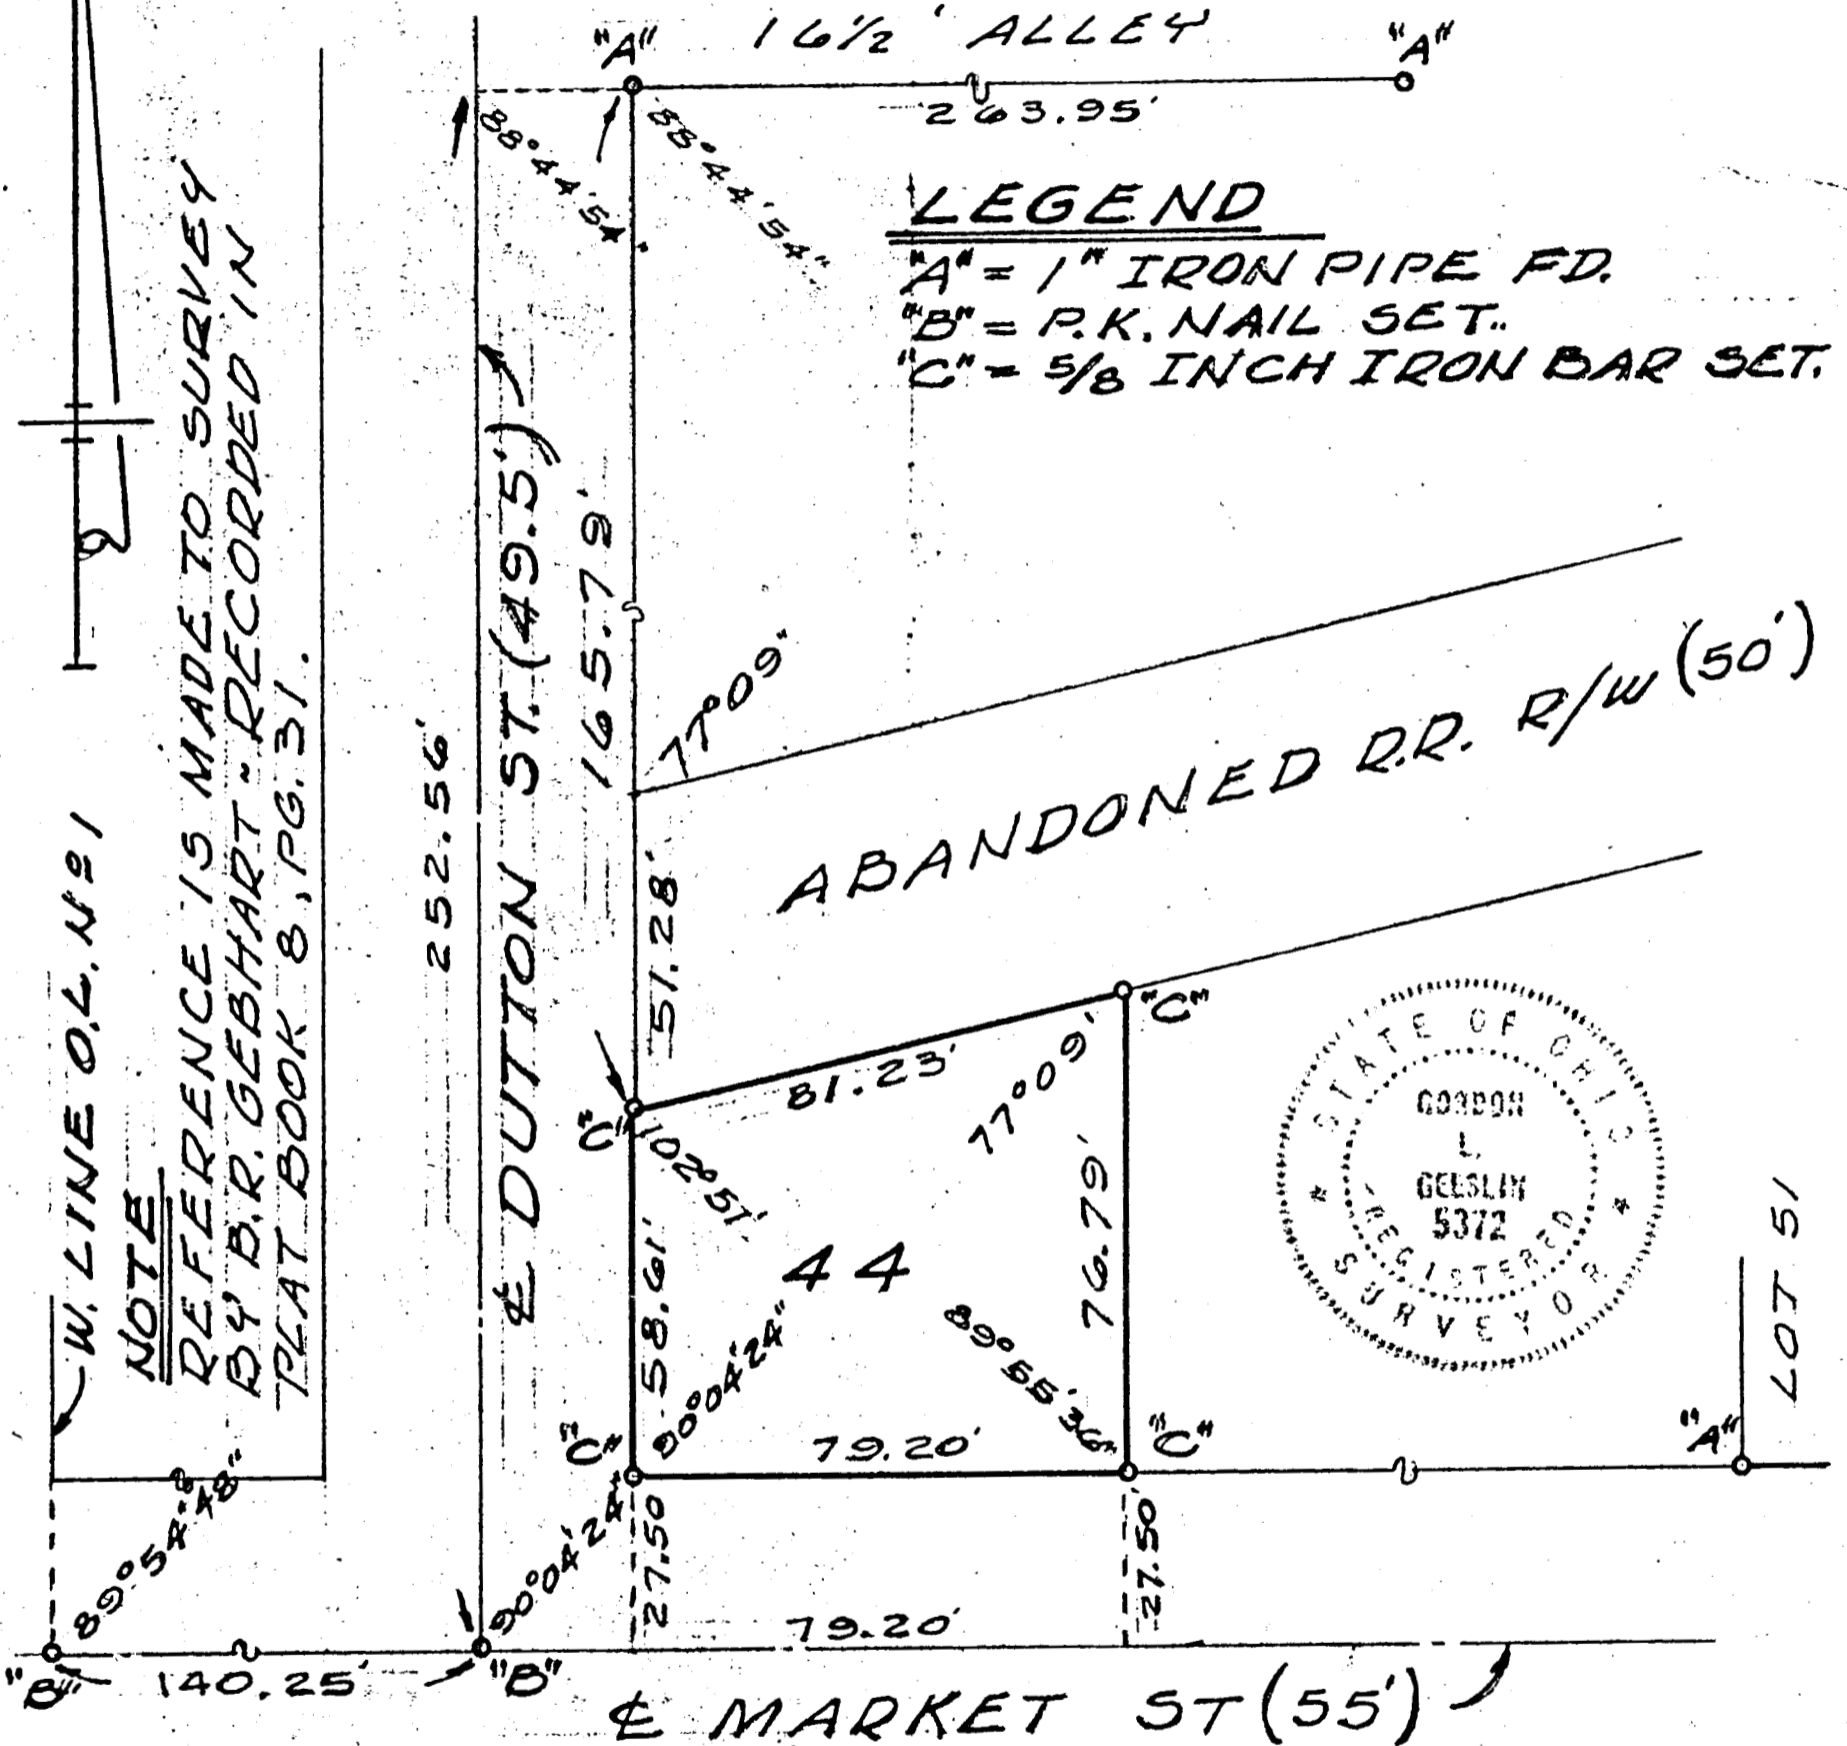 16½' ALLEY
"A"
"A"
263.95'
88°44'54"
88°44'54"
LEGEND
"A" = 1" IRON PIPE FD.
"B" = P.K. NAIL SET.
"C" = 5/8 INCH IRON BAR SET.
W. LINE O.L. Nº 1
NOTE
REFERENCE IS MADE TO SURVEY
BY B.R. GEBHART RECORDED IN
PLAT BOOK 8, PG. 31.
252.56'
℄ DUTTON ST. (49.5')
165.79'
77°09'
ABANDONED R.R. R/W (50')
51.28'
"C"
81.23'
"C"
77°09'
102°51'
58.61'
44
76.79'
90°04'24"
89°55'36"
"C"
79.20'
"C"
"A"
LOT 51
STATE OF OHIO
GORDON
L.
GEESLIN
5372
REGISTERED
SURVEYOR
89°54'48"
90°04'24"
27.50'
27.50'
79.20'
"B"
140.25'
"B"
℄ MARKET ST (55')